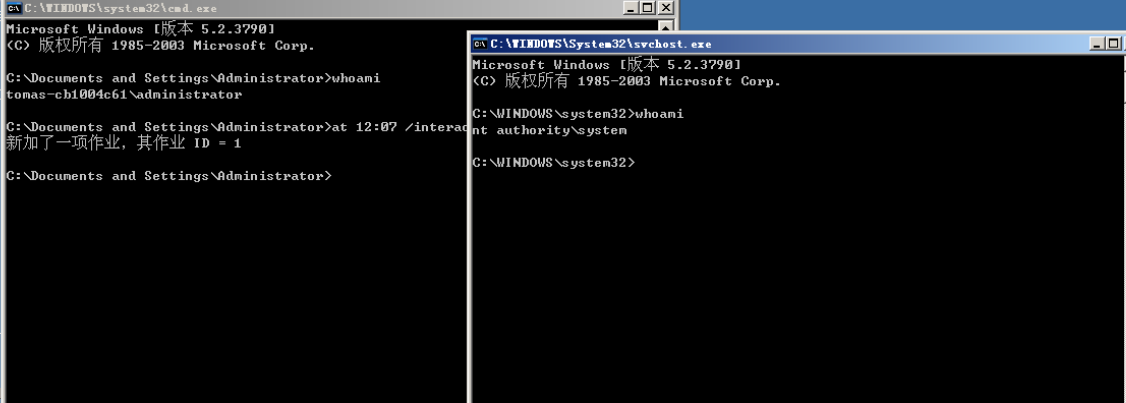 C:\WINDOWS\system32\cmd.exe
Microsoft Windows [版本 5.2.3790]
(C) 版权所有 1985-2003 Microsoft Corp.
C:\Documents and Settings\Administrator>whoami
tomas-cb1004c61\administrator
C:\Documents and Settings\Administrator>at 12:07
新加了一项作业，其作业 ID = 1
C:\Documents and Settings\Administrator>
C:\WINDOWS\System32\svchost.exe
Microsoft Windows [版本 5.2.3790]
(C) 版权所有 1985-2003 Microsoft Corp.
C:\WINDOWS\system32>whoami
nt authority\system
C:\WINDOWS\system32>